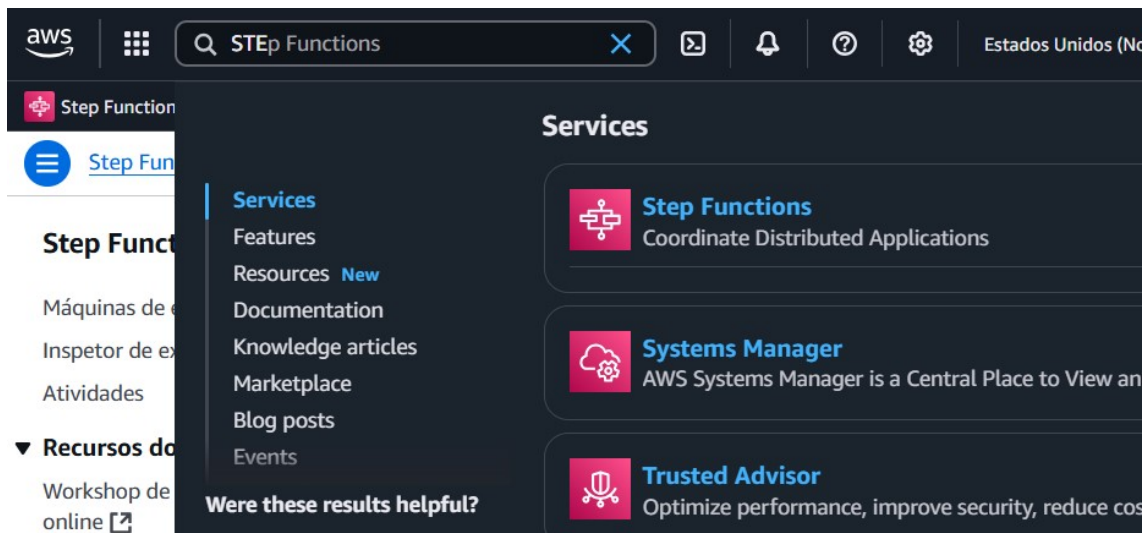 aws
STEp Functions
Estados Unidos (No
Step Function
Step Fun
Step Funct
Máquinas de e
Inspetor de ex
Atividades
Recursos do
Workshop de
online
Services
Features
Resources New
Documentation
Knowledge articles
Marketplace
Blog posts
Events
Were these results helpful?
Services
Step Functions
Coordinate Distributed Applications
Systems Manager
AWS Systems Manager is a Central Place to View an
Trusted Advisor
Optimize performance, improve security, reduce cos